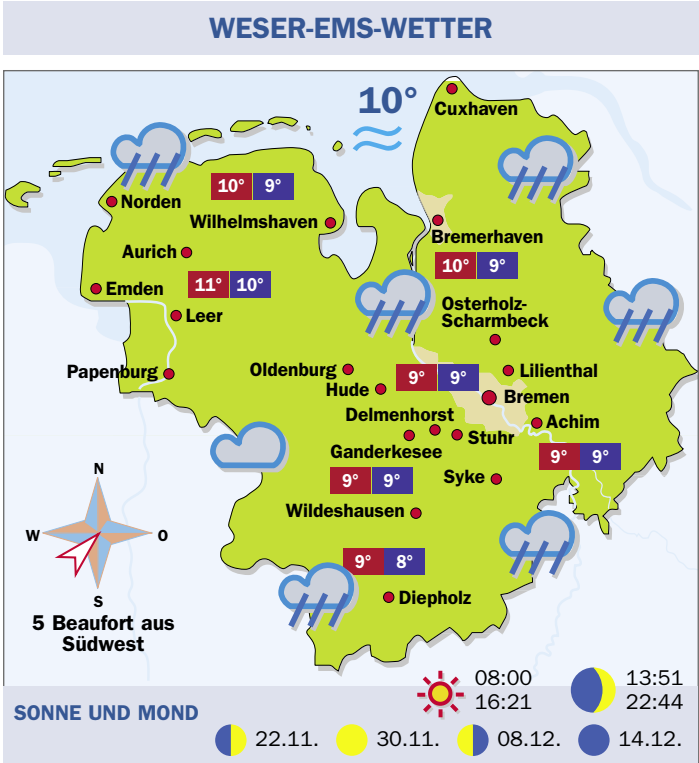 WESER-EMS-WETTER
10°
Cuxhaven
Norden
10° 9°
Wilhelmshaven
Bremerhaven
Aurich
10° 9°
Emden
11° 10°
Leer
Osterholz-
Scharmbeck
Papenburg
Oldenburg
Lilienthal
Hude
9° 9°
Bremen
Delmenhorst
Achim
Stuhr
Ganderkesee
9° 9°
9° 9°
Syke
Wildeshausen
N
W
O
S
9° 8°
Diepholz
5 Beaufort aus
Südwest
08:00
16:21
13:51
22:44
SONNE UND MOND
22.11.
30.11.
08.12.
14.12.